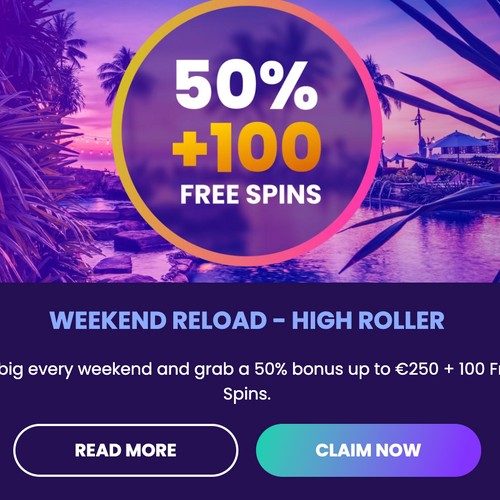 50%
+100
FREE SPINS
WEEKEND RELOAD – HIGH ROLLER
big every weekend and grab a 50% bonus up to €250 + 100
Spins.
READ MORE
CLAIM NOW